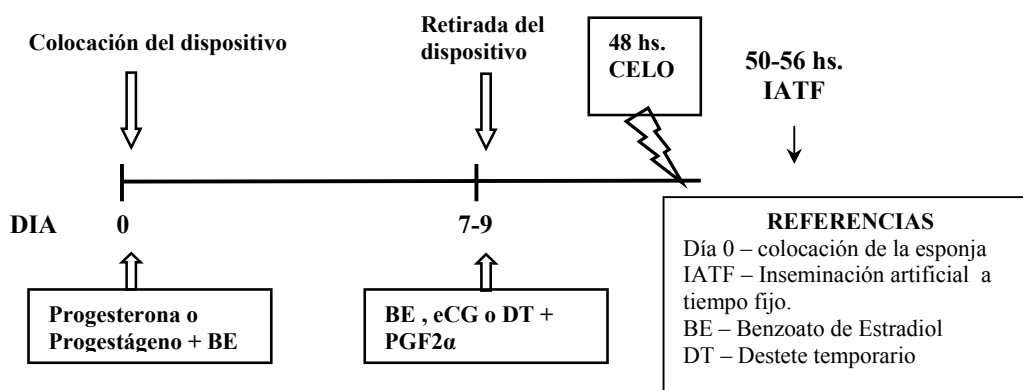 Colocación del dispositivo
Retirada del
dispositivo
48 hs.
CELO
50-56 hs.
IATF
DIA
0
7-9
Progesterona o
Progestágeno + BE
BE , eCG o DT +
PGF2α
REFERENCIAS
Día 0 – colocación de la esponja
IATF – Inseminación artificial a
tiempo fijo.
BE – Benzoato de Estradiol
DT – Destete temporario